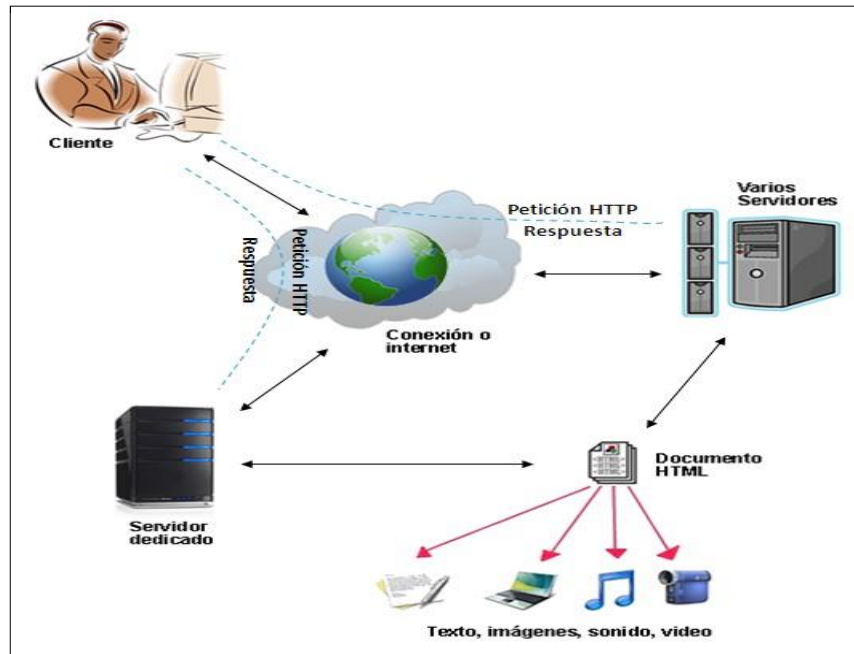 Cliente
Petición HTTP
Respuesta
Varios
Servidores
Petición HTTP
Respuesta
Conexión o
internet
Servidor
dedicado
Documento
HTML
Texto, imágenes, sonido, video